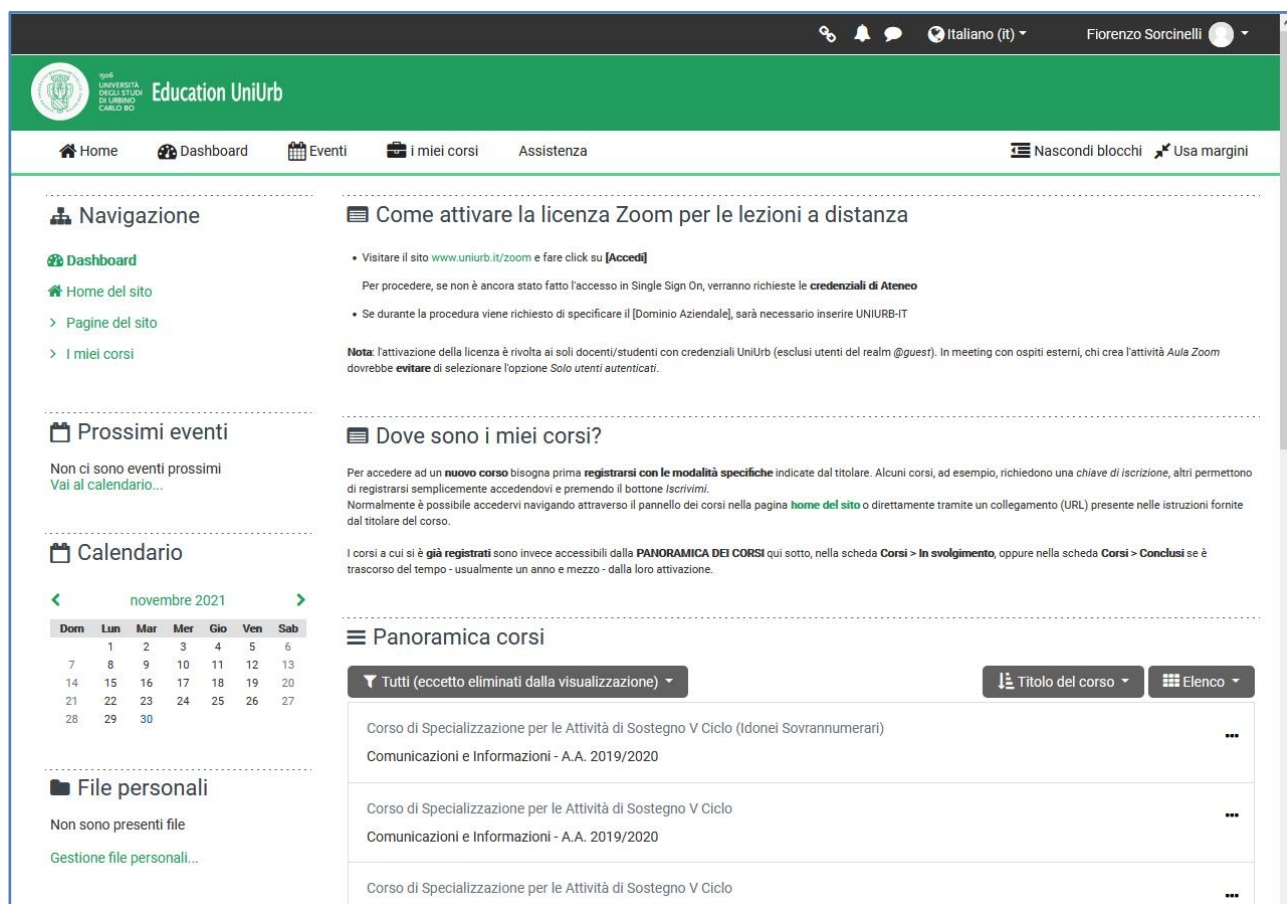 Italiano (it)
Fiorenzo Sorcinelli
1506
UNIVERSITÀ
DEGLI STUDI
DI URBINO
CARLO BO
Education UniUrb
Home
Dashboard
Eventi
i miei corsi
Assistenza
Nascondi blocchi
Usa margini
Navigazione
Dashboard
Home del sito
Pagine del sito
I miei corsi
Prossimi eventi
Non ci sono eventi prossimi
Vai al calendario...
Calendario
novembre 2021
Dom Lun Mar Mer Gio Ven Sab
1 2 3 4 5 6
7 8 9 10 11 12 13
14 15 16 17 18 19 20
21 22 23 24 25 26 27
28 29 30
File personali
Non sono presenti file
Gestione file personali...
Come attivare la licenza Zoom per le lezioni a distanza
• Visitare il sito www.uniurb.it/zoom e fare click su [Accedi]
Per procedere, se non è ancora stato fatto l'accesso in Single Sign On, verranno richieste le credenziali di Ateneo
• Se durante la procedura viene richiesto di specificare il [Dominio Aziendale], sarà necessario inserire UNIURB-IT
Nota: l'attivazione della licenza è rivolta ai soli docenti/studenti con credenziali UniUrb (esclusi utenti del realm @guest). In meeting con ospiti esterni, chi crea l'attività Aula Zoom
dovrebbe evitare di selezionare l'opzione Solo utenti autenticati.
Dove sono i miei corsi?
Per accedere ad un nuovo corso bisogna prima registrarsi con le modalità specifiche indicate dal titolare. Alcuni corsi, ad esempio, richiedono una chiave di iscrizione, altri permettono
di registrarsi semplicemente accedendovi e premendo il bottone Iscrivimi.
Normalmente è possibile accedervi navigando attraverso il pannello dei corsi nella pagina home del sito o direttamente tramite un collegamento (URL) presente nelle istruzioni fornite
dal titolare del corso.
I corsi a cui si è già registrati sono invece accessibili dalla PANORAMICA DEI CORSI qui sotto, nella scheda Corsi > In svolgimento, oppure nella scheda Corsi > Conclusi se è
trascorso del tempo - usualmente un anno e mezzo - dalla loro attivazione.
Panoramica corsi
Tutti (eccetto eliminati dalla visualizzazione)
Titolo del corso
Elenco
Corso di Specializzazione per le Attività di Sostegno V Ciclo (Idonei Sovrannumerari)
Comunicazioni e Informazioni - A.A. 2019/2020
Corso di Specializzazione per le Attività di Sostegno V Ciclo
Comunicazioni e Informazioni - A.A. 2019/2020
Corso di Specializzazione per le Attività di Sostegno V Ciclo